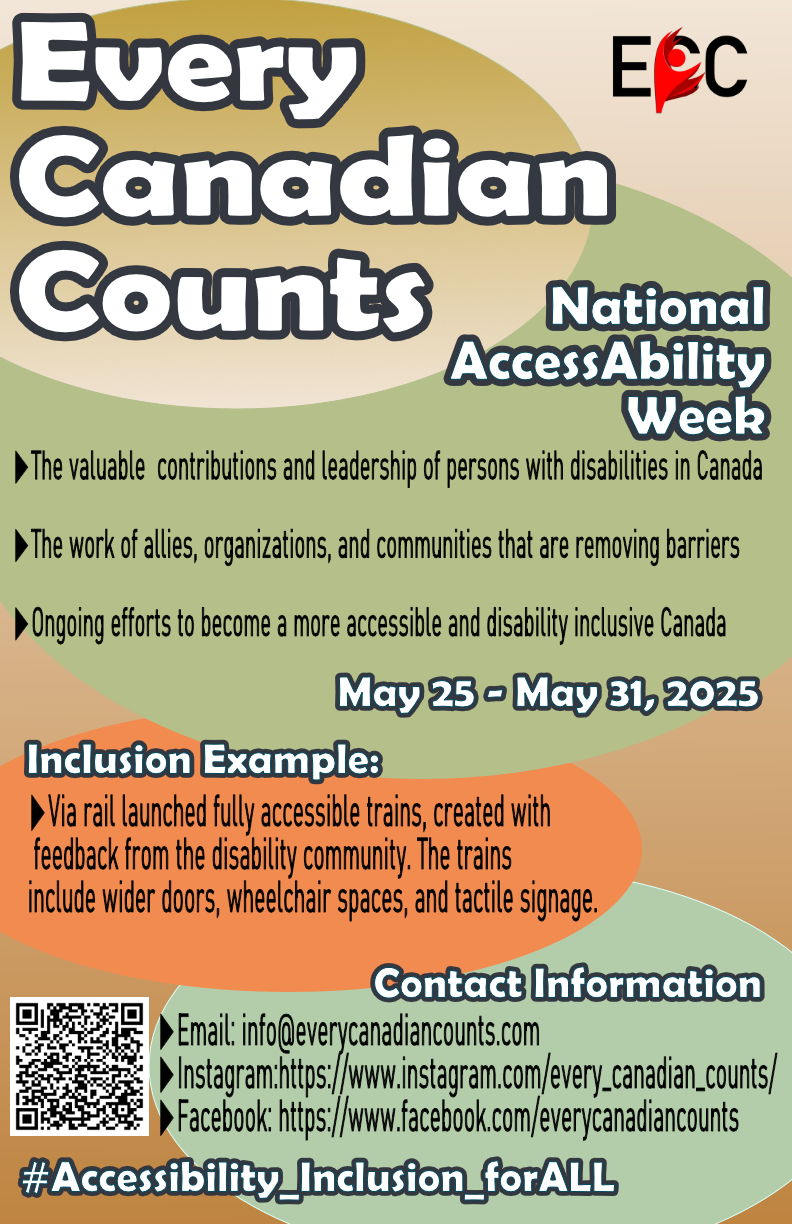 Every
Canadian
Counts
ECC
National
AccessAbility
Week
The valuable contributions and leadership of persons with disabilities in Canada
The work of allies, organizations, and communities that are removing barriers
Ongoing efforts to become a more accessible and disability inclusive Canada
May 25 - May 31, 2025
Inclusion Example:
Via rail launched fully accessible trains, created with
feedback from the disability community. The trains
include wider doors, wheelchair spaces, and tactile signage.
Contact Information
Email: info@everycanadiancounts.com
Instagram:https://www.instagram.com/every_canadian_counts/
Facebook: https://www.facebook.com/everycanadiancounts
#Accessibility_Inclusion_forALL